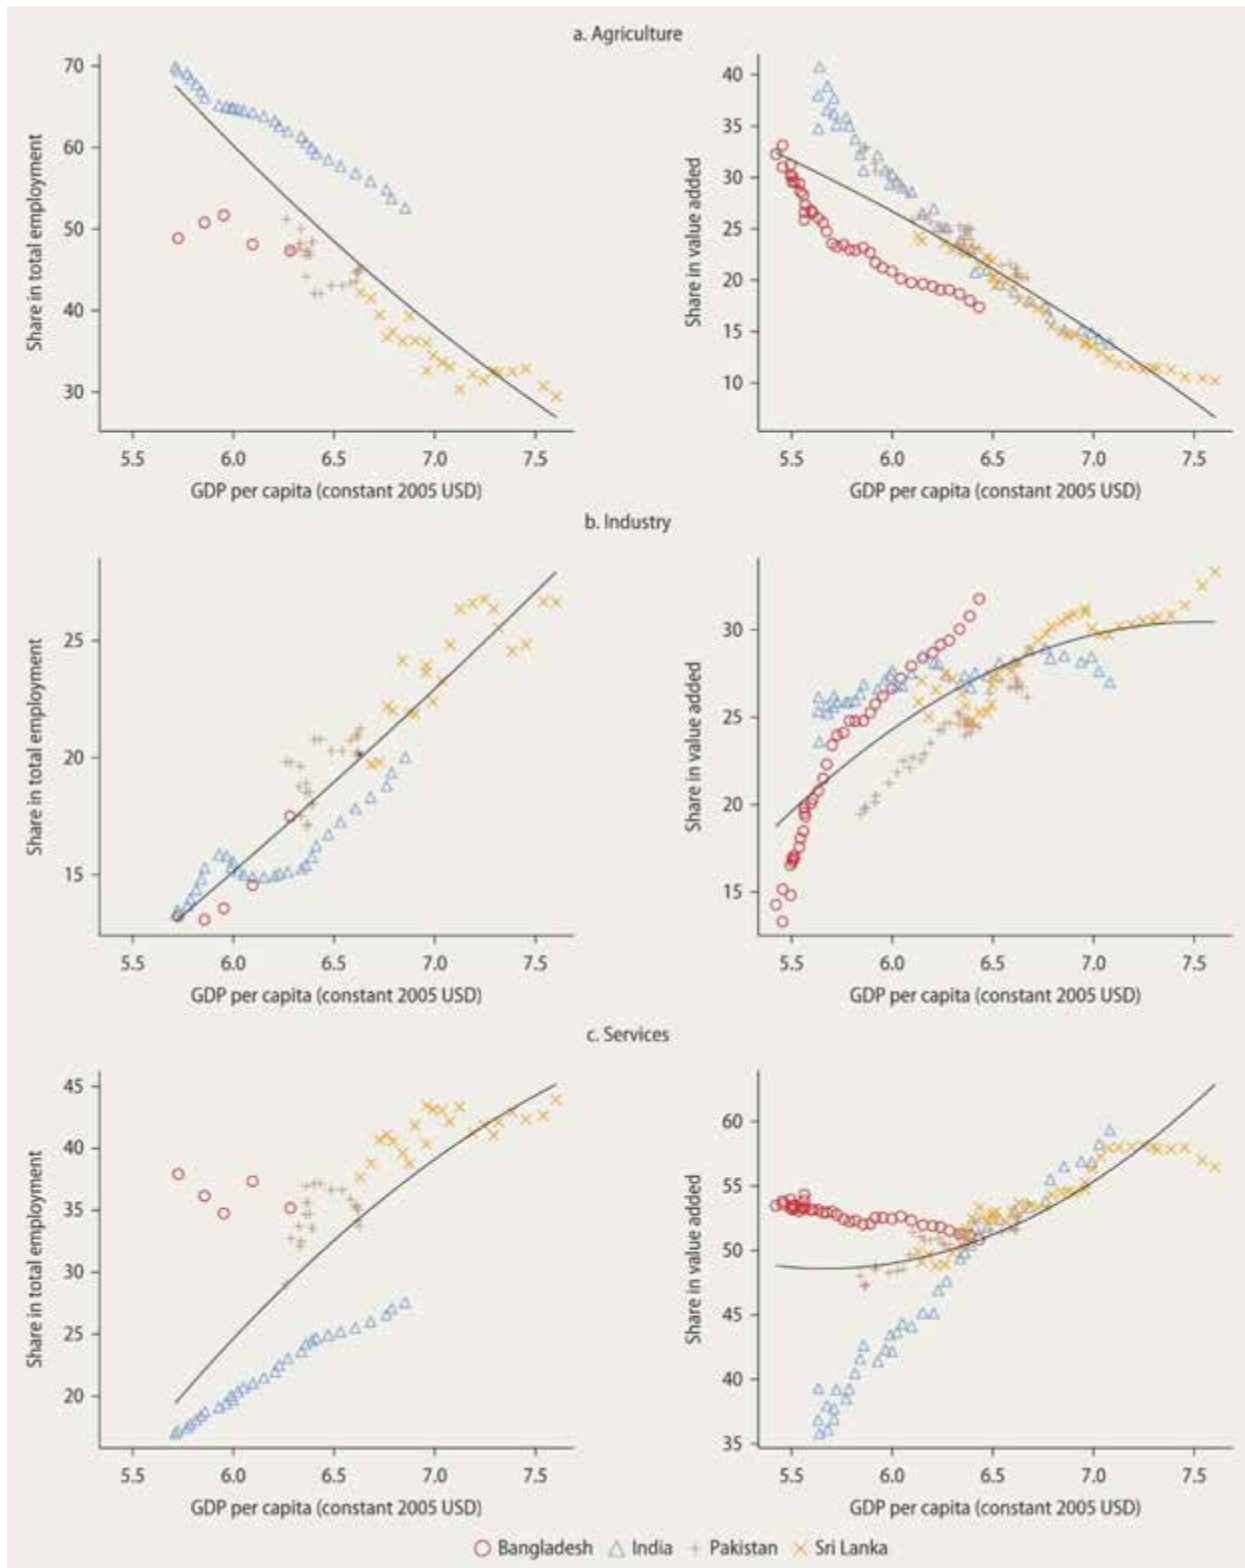 a. Agriculture
Share in total employment
70
60
50
40
30
5.5 6.0 6.5 7.0 7.5
GDP per capita (constant 2005 USD)
Share in value added
40
35
30
25
20
15
10
5.5 6.0 6.5 7.0 7.5
GDP per capita (constant 2005 USD)
b. Industry
Share in total employment
25
20
15
5.5 6.0 6.5 7.0 7.5
GDP per capita (constant 2005 USD)
Share in value added
30
25
20
15
5.5 6.0 6.5 7.0 7.5
GDP per capita (constant 2005 USD)
c. Services
Share in total employment
45
40
35
30
25
20
5.5 6.0 6.5 7.0 7.5
GDP per capita (constant 2005 USD)
Share in value added
60
55
50
45
40
35
5.5 6.0 6.5 7.0 7.5
GDP per capita (constant 2005 USD)
Bangladesh India Pakistan Sri Lanka